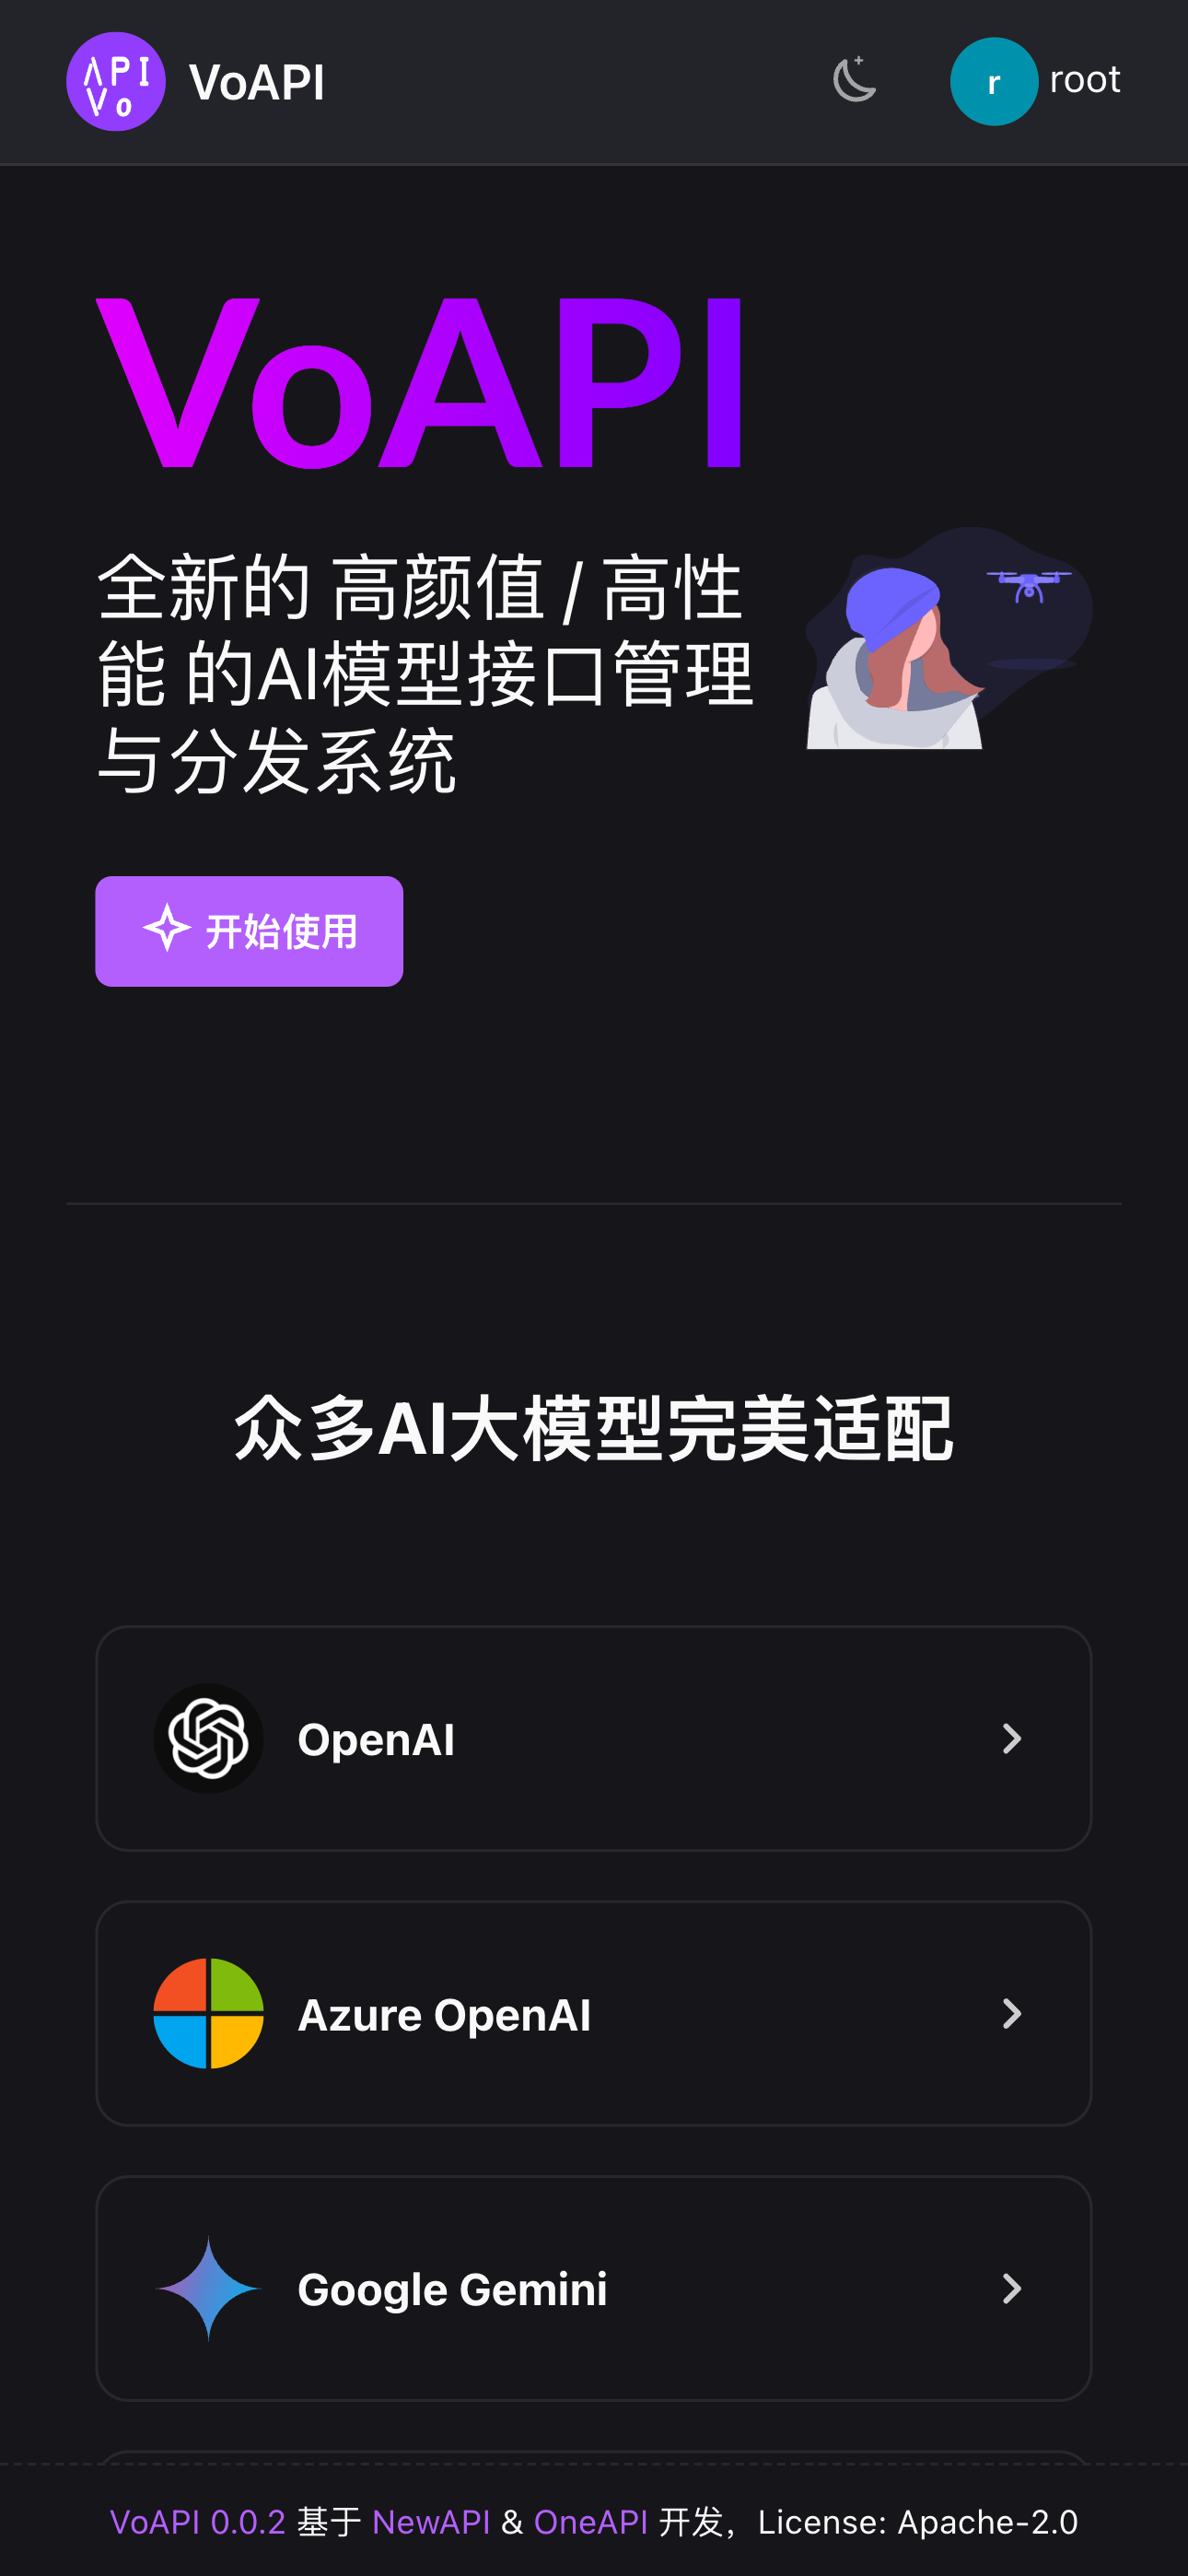 API
Vo
VoAPI
r
root
VoAPI
全新的 高颜值 / 高性
能 的AI模型接口管理
与分发系统
开始使用
众多AI大模型完美适配
OpenAI
Azure OpenAI
Google Gemini
VoAPI 0.0.2 基于 NewAPI & OneAPI 开发，License: Apache-2.0